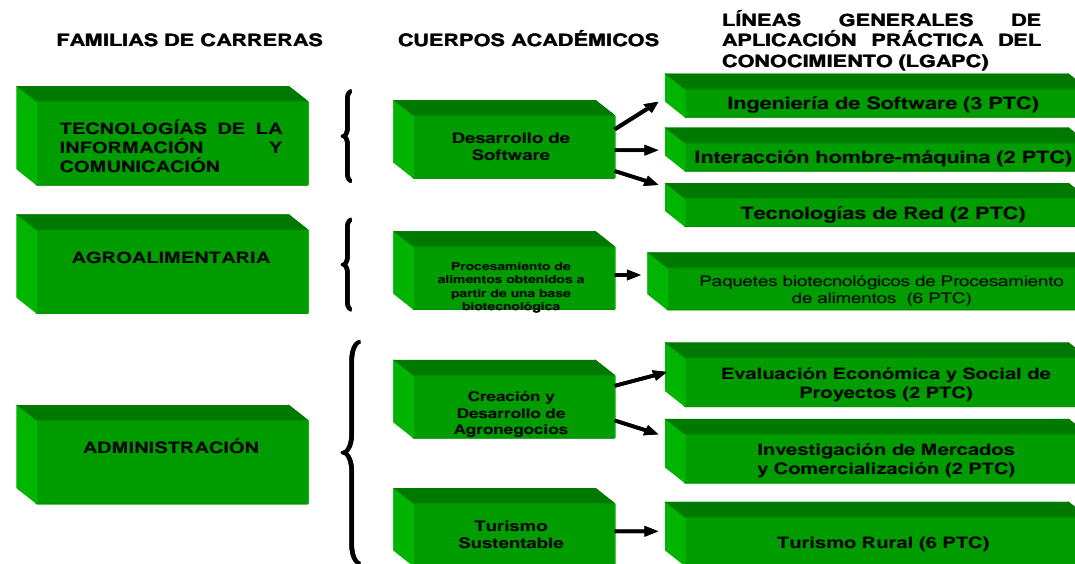 FAMILIAS DE CARRERAS
CUERPOS ACADÉMICOS
LÍNEAS GENERALES DE
APLICACIÓN PRÁCTICA DEL
CONOCIMIENTO (LGAPC)
TECNOLOGÍAS DE LA
INFORMACIÓN Y
COMUNICACIÓN
Desarrollo de
Software
Ingeniería de Software (3 PTC)
Interacción hombre-máquina (2 PTC)
Tecnologías de Red (2 PTC)
AGROALIMENTARIA
Procesamiento de
alimentos obtenidos a
partir de una base
biotecnológica
Paquetes biotecnológicos de Procesamiento
de alimentos (6 PTC)
ADMINISTRACIÓN
Creación y
Desarrollo de
Agronegocios
Evaluación Económica y Social de
Proyectos (2 PTC)
Investigación de Mercados
y Comercialización (2 PTC)
Turismo
Sustentable
Turismo Rural (6 PTC)